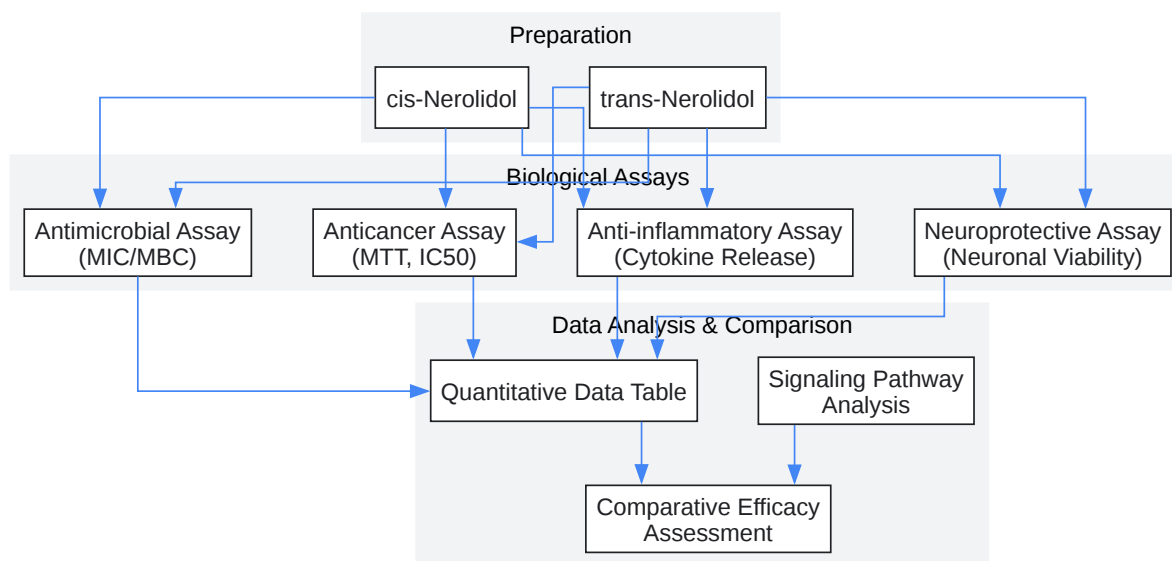 Preparation
cis-Nerolidol
trans-Nerolidol
Biological Assays
Antimicrobial Assay
(MIC/MBC)
Anticancer Assay
(MTT, IC50)
Anti-inflammatory Assay
(Cytokine Release)
Neuroprotective Assay
(Neuronal Viability)
Data Analysis & Comparison
Quantitative Data Table
Signaling Pathway
Analysis
Comparative Efficacy
Assessment